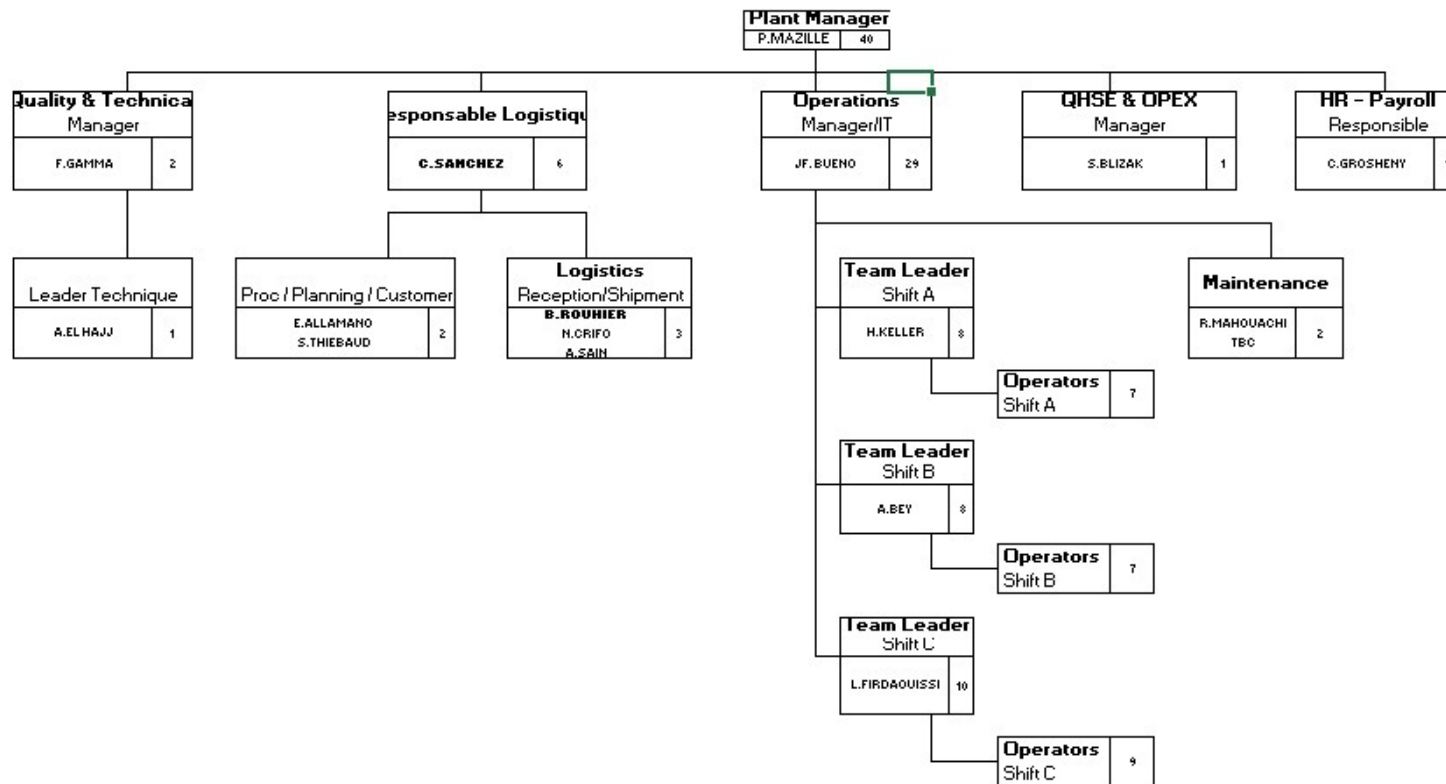 Plant Manager
P.MAZILLE 40
Quality & Technica
Manager
F.GAMMA 2
esponsable Logistiqu
C.SANCHEZ 6
Operations
Manager/IT
JF.BUENO 29
QHSE & OPEX
Manager
S.BLIZAK 1
HR - Payroll
Responsible
C.GROSHENY
Leader Technique
A.EL HAJJ 1
Proc / Planning / Customer
E.ALLAMANO
S.THIEBAUD
2
Logistics
Reception/Shipment
B.ROUHIER
N.CRIFO
A.SAIN
3
Team Leader
Shift A
H.KELLER 8
Maintenance
R.MAHOUACHI
TBC
2
Operators
Shift A
7
Team Leader
Shift B
A.BEY 8
Operators
Shift B
7
Team Leader
Shift C
L.FIRDAOUISSI 10
Operators
Shift C
9